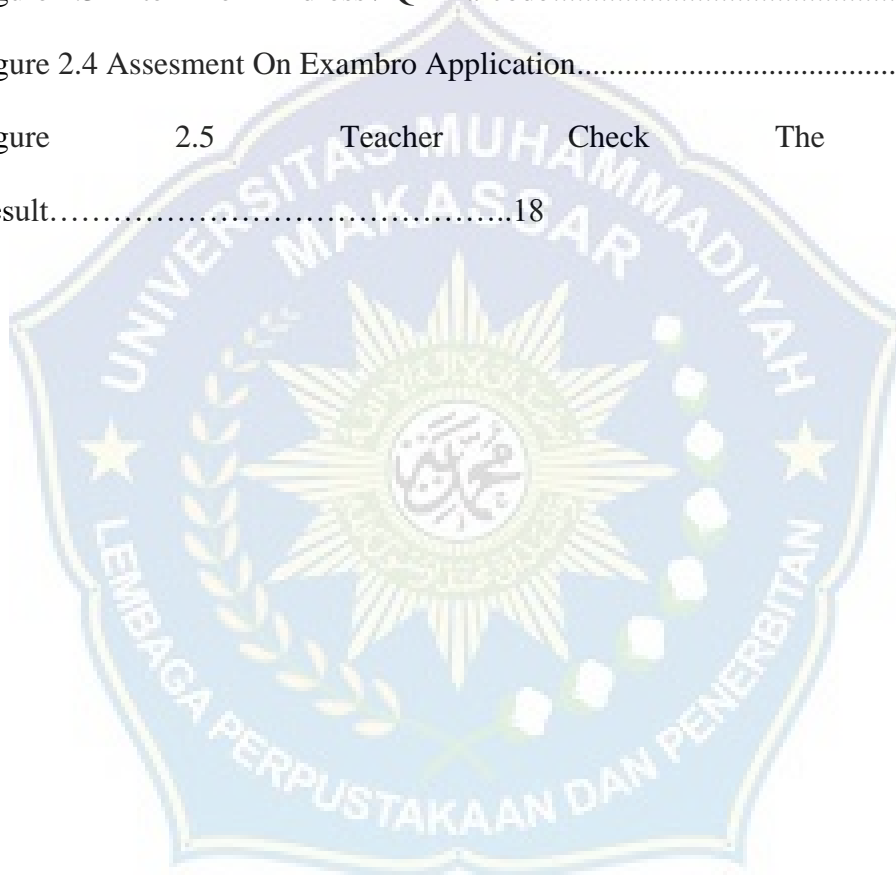 gure 2.4 Assesment On Exambro Application....................................
gure 2.5 Teacher Check The
esult……………………………………..18
UNIVERSITAS MUHAMMADIYAH
MAKASSAR
LEMBAGA PERPUSTAKAAN DAN PENERBITAN